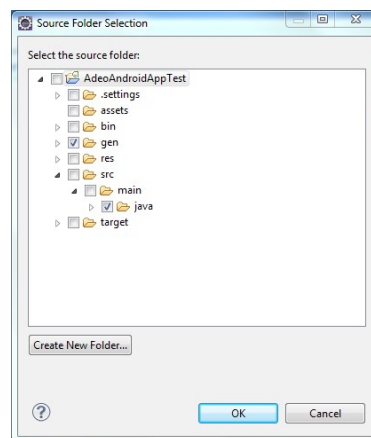 Source Folder Selection
Select the source folder:
AdeoAndroidAppTest
.settings
assets
bin
gen
res
src
main
java
target
Create New Folder...
?
OK
Cancel